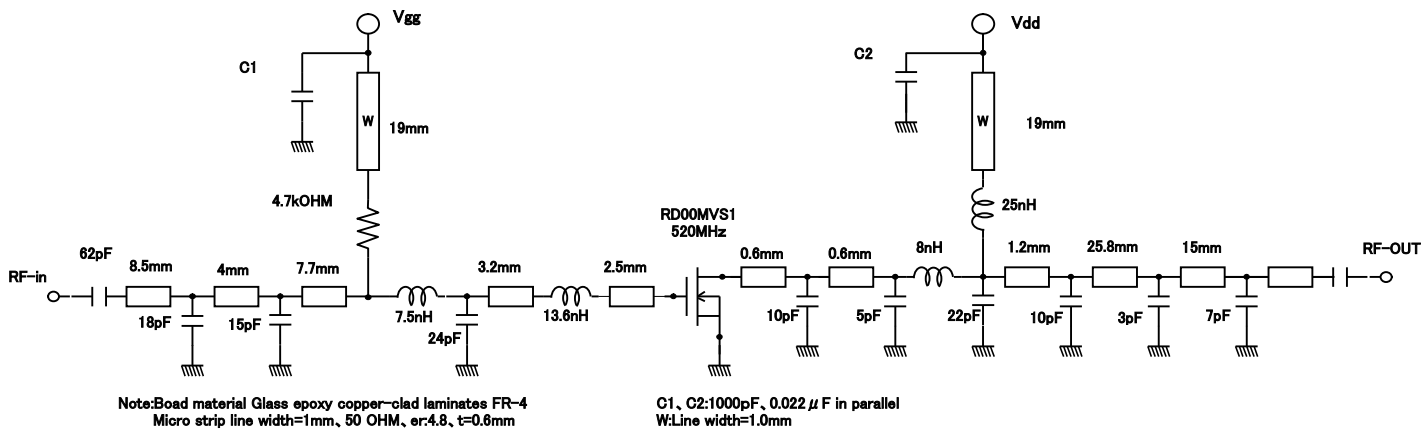 Vgg
Vdd
C1
C2
W
19mm
W
19mm
4.7kOHM
25nH
RD00MVS1
520MHz
RF-in
62pF
8.5mm
4mm
7.7mm
3.2mm
2.5mm
0.6mm
0.6mm
8nH
1.2mm
25.8mm
15mm
RF-OUT
18pF
15pF
7.5nH
24pF
13.6nH
10pF
5pF
22pF
10pF
3pF
7pF
Note:Boad material Glass epoxy copper-clad laminates FR-4
Micro strip line width=1mm、50 OHM、er:4.8、t=0.6mm
C1、C2:1000pF、0.022μF in parallel
W:Line width=1.0mm